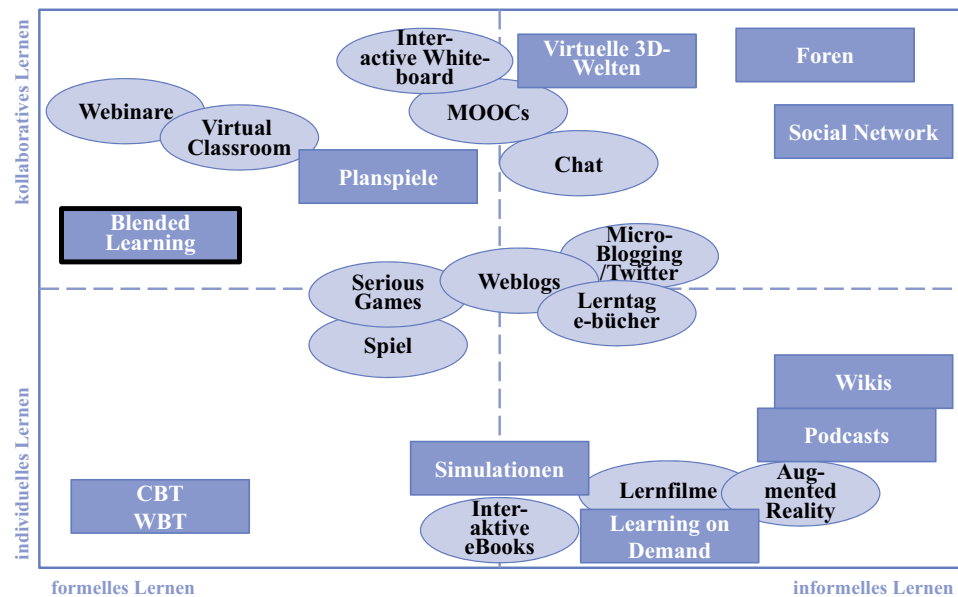 kollaboratives Lernen
individuelles Lernen
Inter-
active White-
board
Virtuelle 3D-
Welten
Foren
Webinare
MOOCs
Virtual
Classroom
Social Network
Chat
Planspiele
Blended
Learning
Micro-
Blogging
/Twitter
Serious
Games
Weblogs
Lerntag
e-bücher
Spiel
Wikis
Podcasts
Simulationen
CBT
WBT
Lernfilme
Aug-
mented
Reality
Inter-
aktive
eBooks
Learning on
Demand
formelles Lernen
informelles Lernen